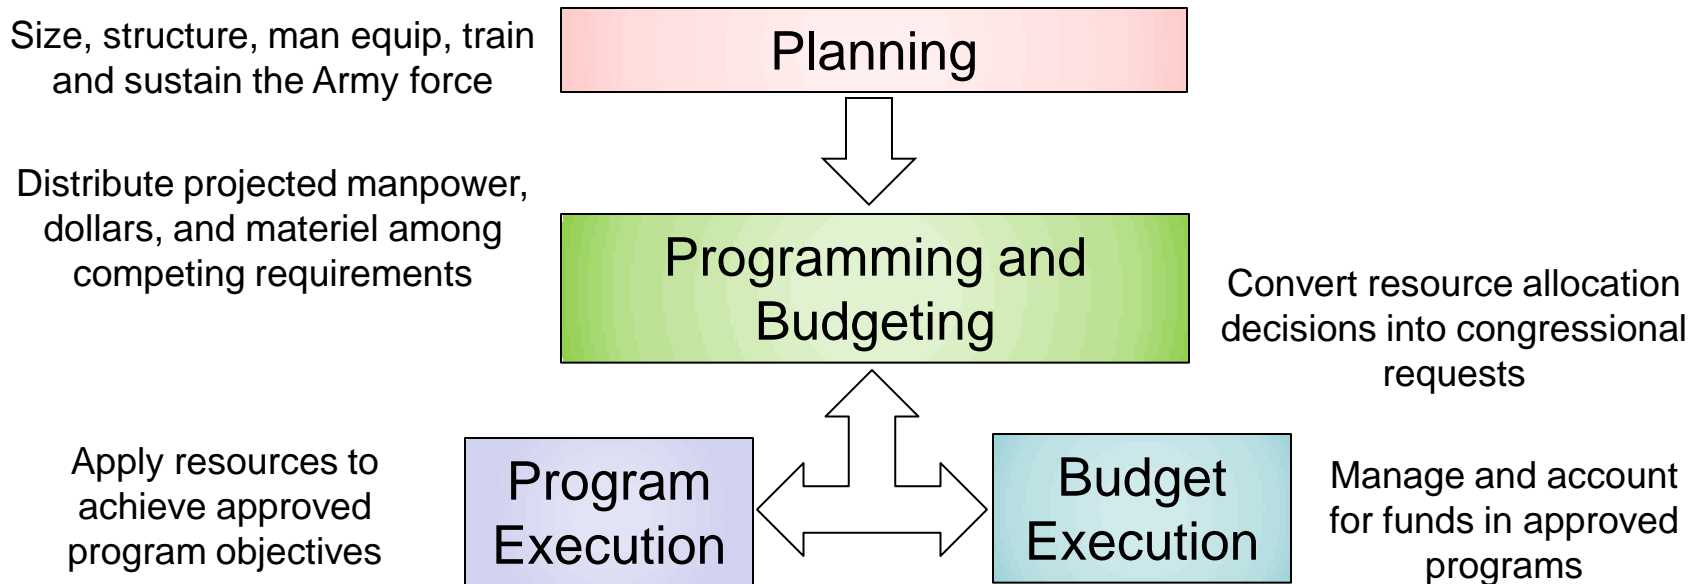 Size, structure, man equip, train
and sustain the Army force
Planning
Distribute projected manpower,
dollars, and materiel among
competing requirements
Programming and
Budgeting
Convert resource allocation
decisions into congressional
requests
Apply resources to
achieve approved
program objectives
Program
Execution
Budget
Execution
Manage and account
for funds in approved
programs